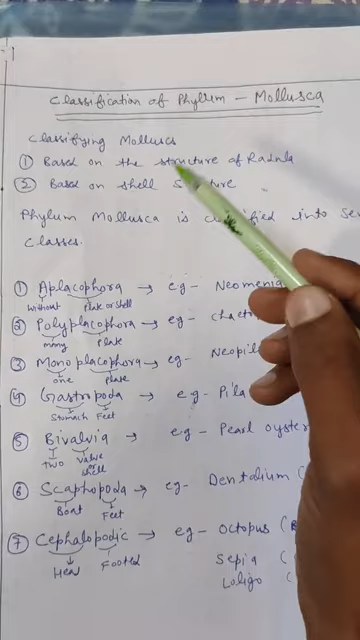 Classification of Phylum - Mollusca
Classifying Molluscs
① Based on the structure of Radula
② Based on shell structure
Phylum Mollusca is classified into
classes.
① Aplacophora → eg - Neomenia
without plate or shell
② Polyplacophora → eg -
many plate
③ Monoplacophora → eg -
one plate
④ Gastropoda → eg - Pila
Stomach Feet
⑤ Bivalvia → eg - Pearl oyster
Two valve shell
⑥ Scaphopoda → eg - Dentalium (
Boat Feet
⑦ Cephalopodic → eg - Octopus (
Head Footed
Sepia (
Loligo (